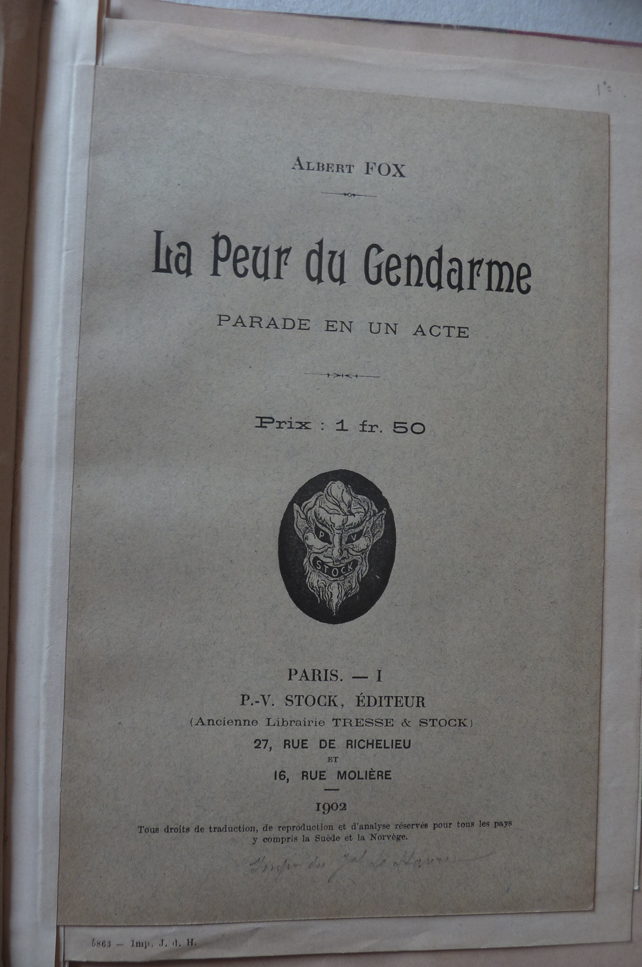 1º
ALBERT FOX
La Peur du Gendarme
PARADE EN UN ACTE
Prix : 1 fr. 50
P V
STOCK
PARIS. — I
P.-V. STOCK, ÉDITEUR
(Ancienne Librairie TRESSE & STOCK)
27, RUE DE RICHELIEU
ET
16, RUE MOLIÈRE
1902
Tous droits de traduction, de reproduction et d'analyse réservés pour tous les pays
y compris la Suède et la Norvège.
4863 — Imp. J. d. H.